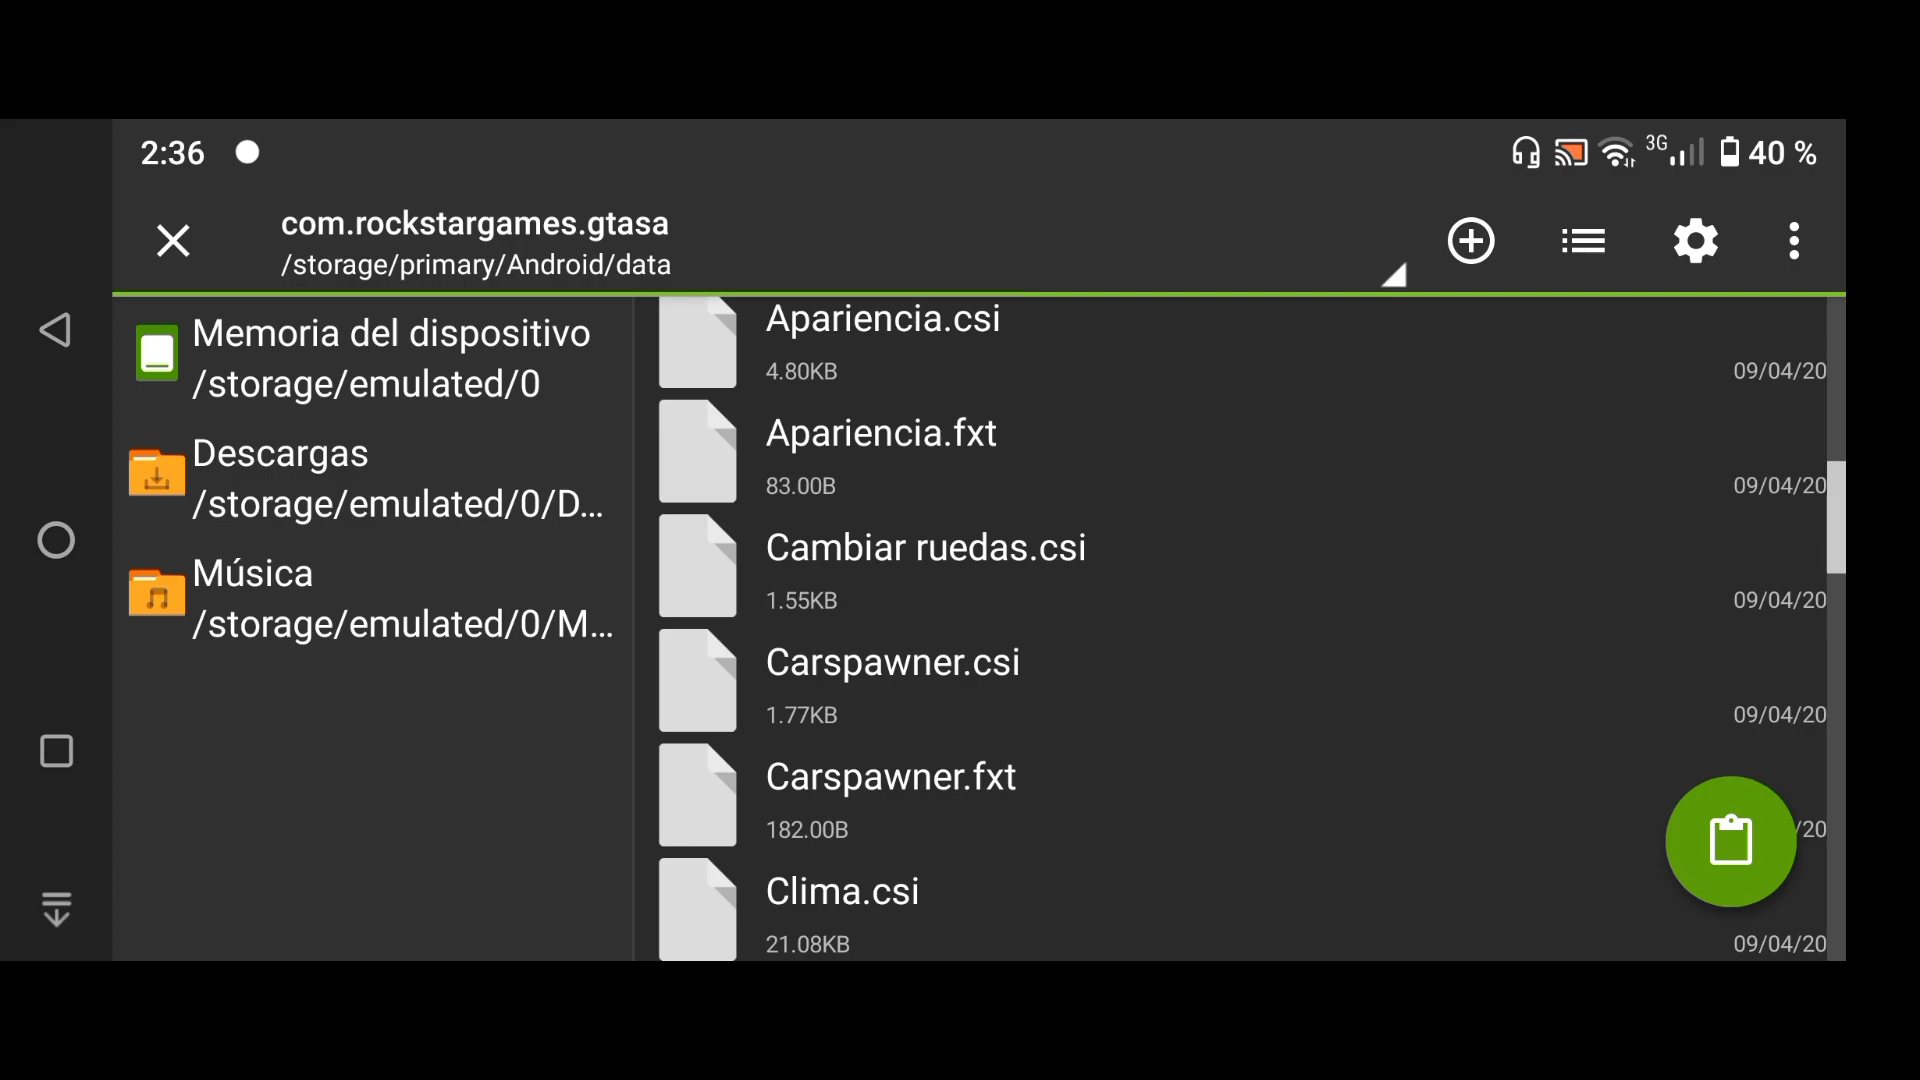 2:36
3G
40 %
com.rockstargames.gtasa
/storage/primary/Android/data
Memoria del dispositivo
/storage/emulated/0
Descargas
/storage/emulated/0/D...
Música
/storage/emulated/0/M...
Apariencia.csi
4.80KB
09/04/20
Apariencia.fxt
83.00B
09/04/20
Cambiar ruedas.csi
1.55KB
09/04/20
Carspawner.csi
1.77KB
09/04/20
Carspawner.fxt
182.00B
/20
Clima.csi
21.08KB
09/04/20